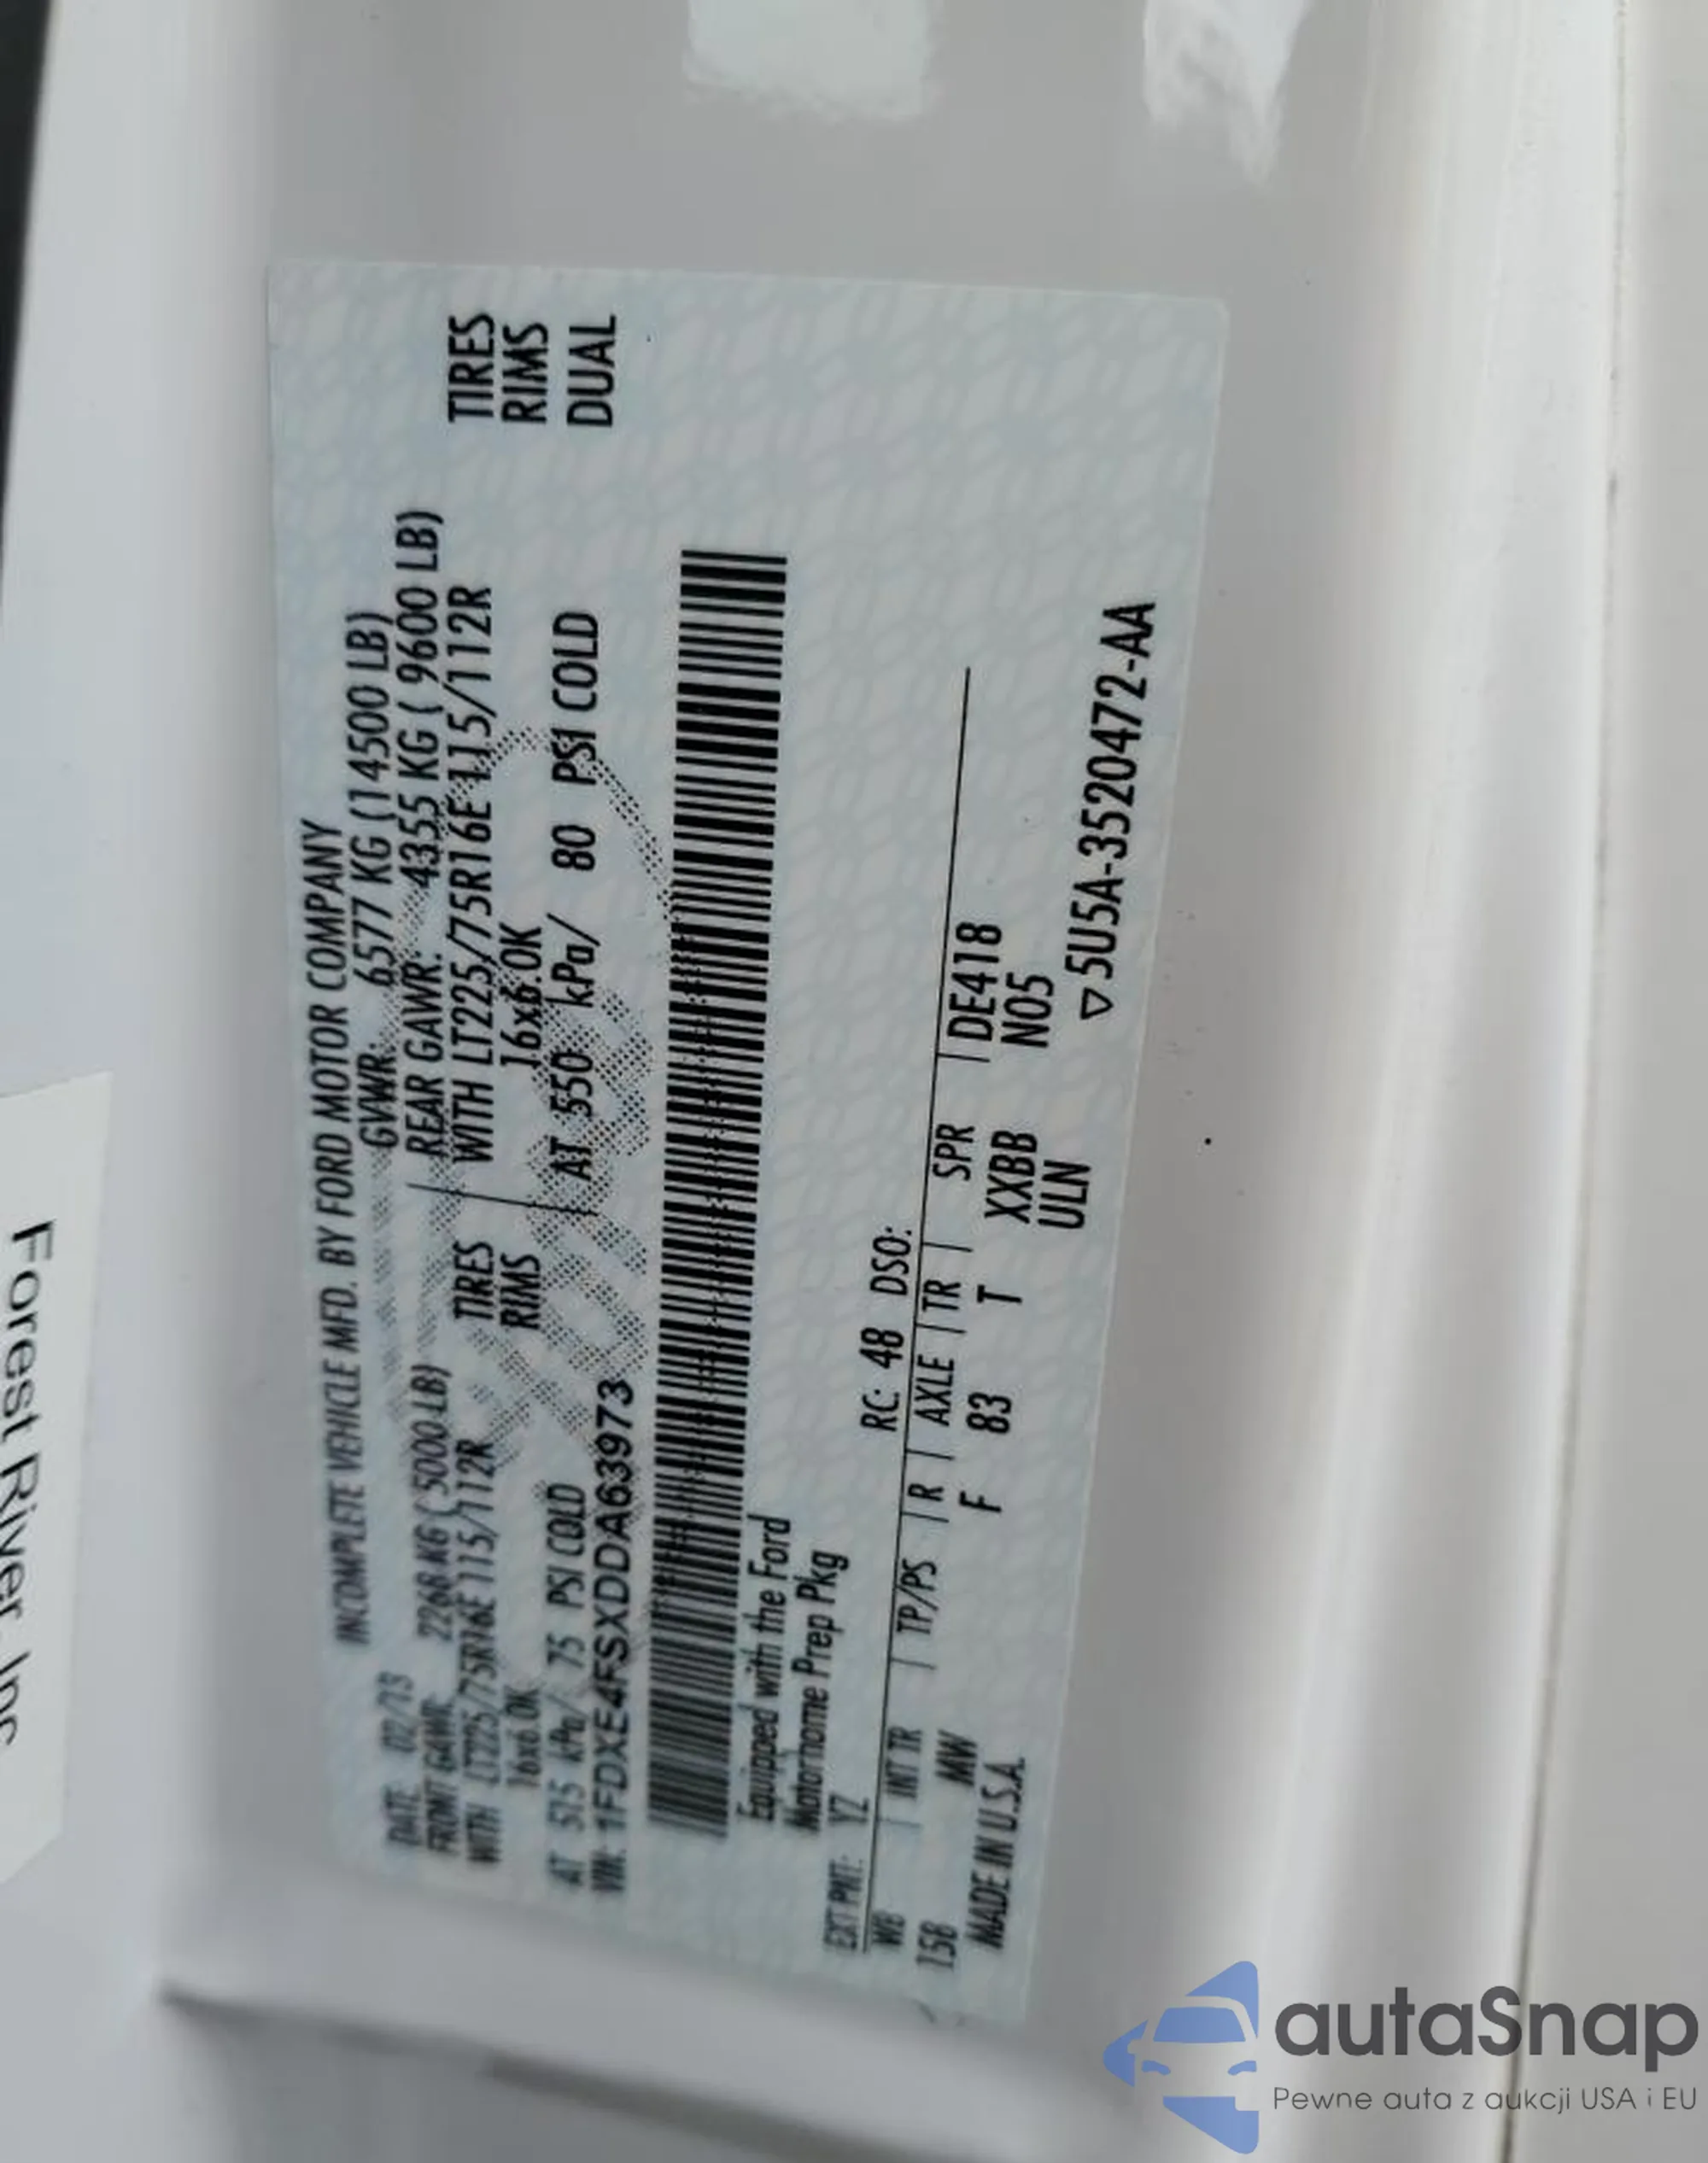 INCOMPLETE VEHICLE MFD. BY FORD MOTOR COMPANY
DATE: 02/13 GVWR: 6577 KG (14500 LB)
FRONT GAWR: 2268 KG ( 5000 LB) REAR GAWR: 4355 KG ( 9600 LB)
WITH LT225/75R16E 115/112R TIRES WITH LT225/75R16E 115/112R TIRES
16x6.0K RIMS 16x6.0K RIMS
AT 515 kPa/ 75 PSI COLD AT 550 kPa/ 80 PSI COLD DUAL
VIN: 1FDXE4FSXDDA63973
Equipped with the Ford
Motorhome Prep Pkg
EXT PNT: YZ RC: 48 DSO:
WB | INT TR | TP/PS | R | AXLE | TR | SPR | DE418
158 MW F 83 T XXBB N05
MADE IN U.S.A. ULN
▽5U5A-3520472-AA
Forest River, Inc
autaSnap
Pewne auta z aukcji USA i EU